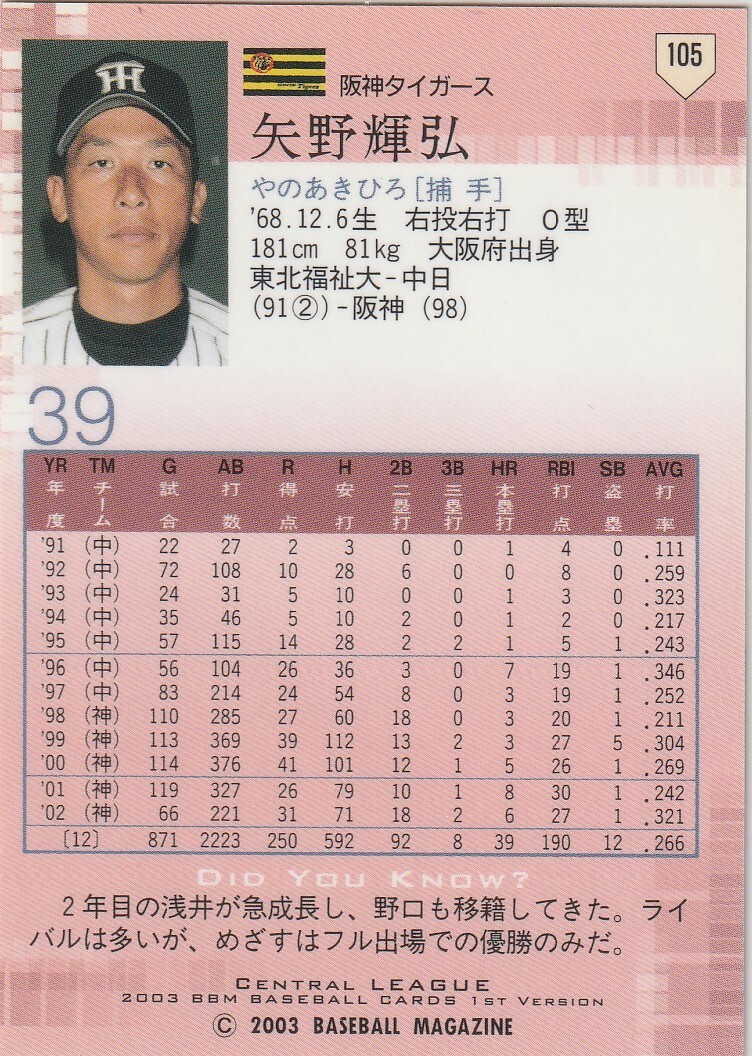 105
阪神タイガース
矢野輝弘
やのあきひろ[捕 手]
'68.12.6生 右投右打 O型
181cm 81kg 大阪府出身
東北福祉大-中日
(91②)-阪神 (98)
39
YR TM G AB R H 2B 3B HR RBI SB AVG
年度 チーム 試合 打数 得点 安打 二塁打 三塁打 本塁打 打点 盗塁 打率
'91 (中) 22 27 2 3 0 0 1 4 0 .111
'92 (中) 72 108 10 28 6 0 0 8 0 .259
'93 (中) 24 31 5 10 0 0 1 3 0 .323
'94 (中) 35 46 5 10 2 0 1 2 0 .217
'95 (中) 57 115 14 28 2 2 1 5 1 .243
'96 (中) 56 104 26 36 3 0 7 19 1 .346
'97 (中) 83 214 24 54 8 0 3 19 1 .252
'98 (神) 110 285 27 60 18 0 3 20 1 .211
'99 (神) 113 369 39 112 13 2 3 27 5 .304
'00 (神) 114 376 41 101 12 1 5 26 1 .269
'01 (神) 119 327 26 79 10 1 8 30 1 .242
'02 (神) 66 221 31 71 18 2 6 27 1 .321
[12] 871 2223 250 592 92 8 39 190 12 .266
DID YOU KNOW?
2年目の浅井が急成長し、野口も移籍してきた。ライ
バルは多いが、めざすはフル出場での優勝のみだ。
CENTRAL LEAGUE
2003 BBM BASEBALL CARDS 1ST VERSION
© 2003 BASEBALL MAGAZINE